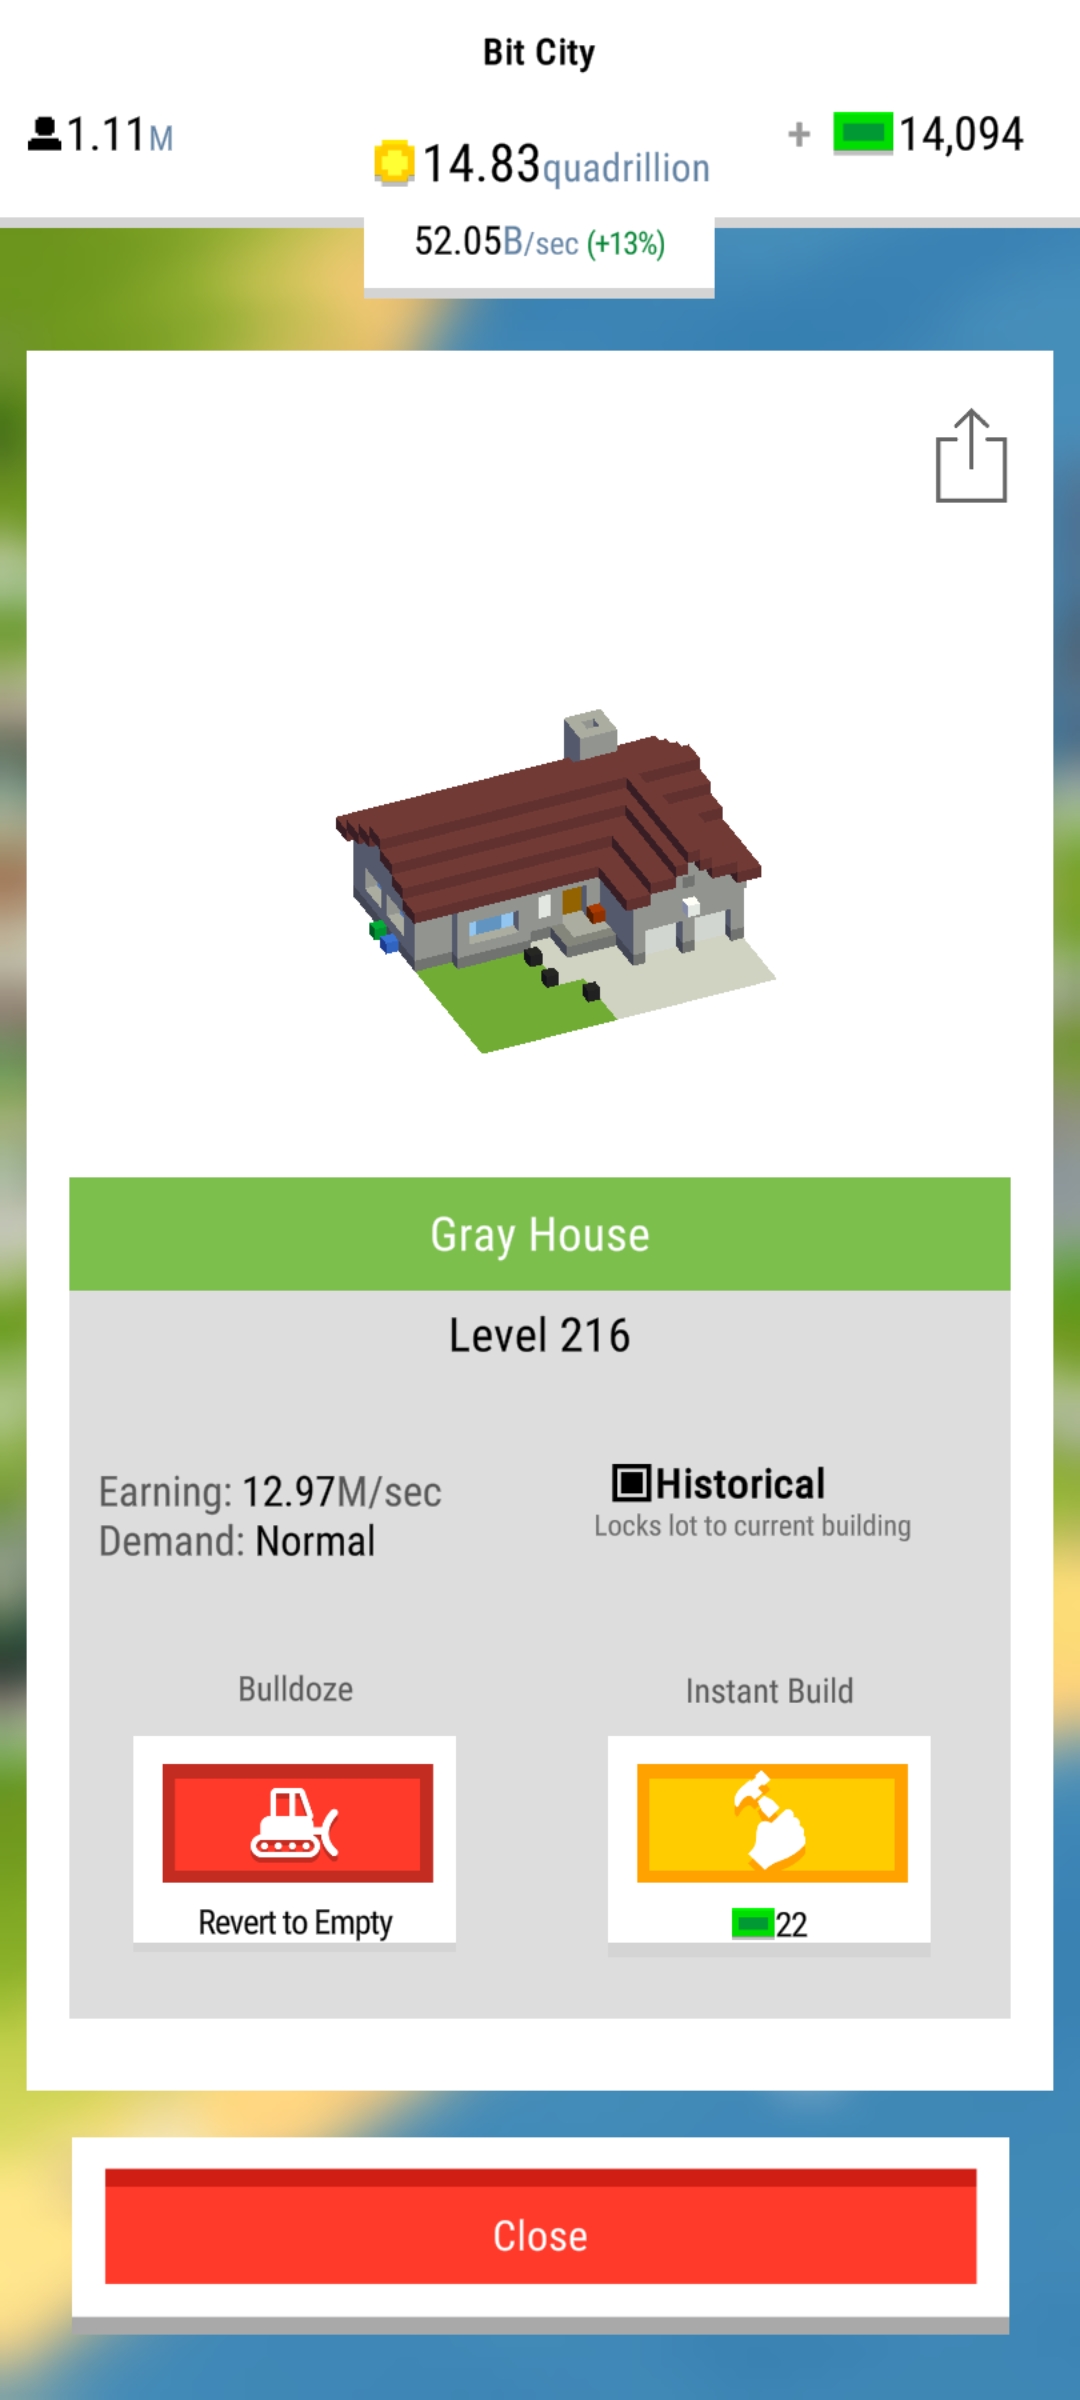 Bit City
1.11M
14.83quadrillion
+ 14,094
52.05B/sec (+13%)
Gray House
Level 216
Earning: 12.97M/sec
Demand: Normal
Historical
Locks lot to current building
Bulldoze
Revert to Empty
Instant Build
22
Close